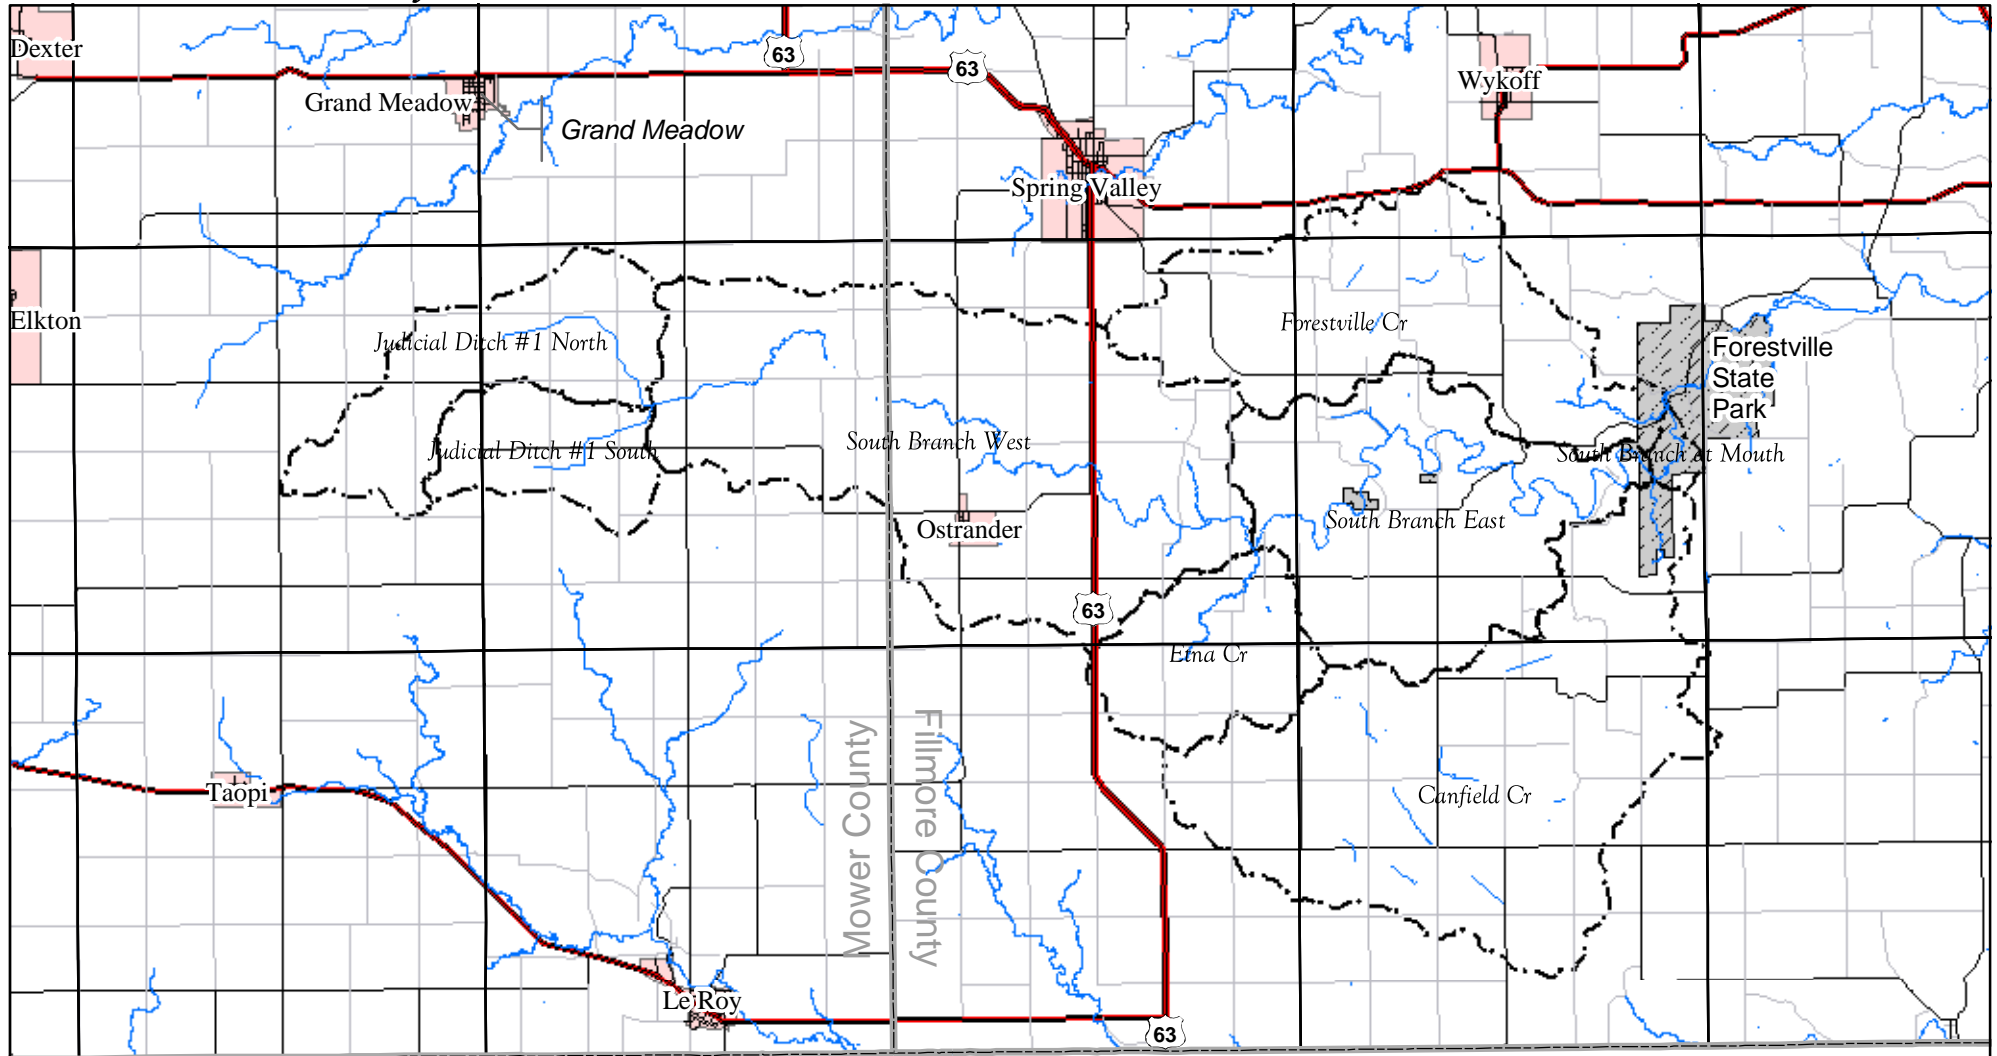 Dexter
63
63
Wykoff
Grand Meadow
Grand Meadow
Spring Valley
Elkton
Judicial Ditch #1 North
Forestville Cr
Forestville
State
Park
Judicial Ditch #1 South
South Branch West
South Branch at Mouth
Ostrander
South Branch East
63
Etna Cr
Mower County
Fillmore County
Taopi
Canfield Cr
Le Roy
63